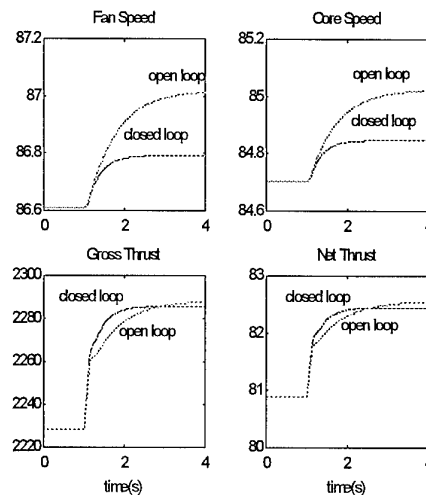 Fan Speed
87.2
87
86.8
86.6
0
2
4
open loop
closed loop
Core Speed
85.2
85
84.8
84.6
0
2
4
open loop
closed loop
Gross Thrust
2300
2280
2260
2240
2220
0
2
4
closed loop
open loop
time(s)
Net Thrust
83
82
81
80
0
2
4
closed loop
open loop
time(s)